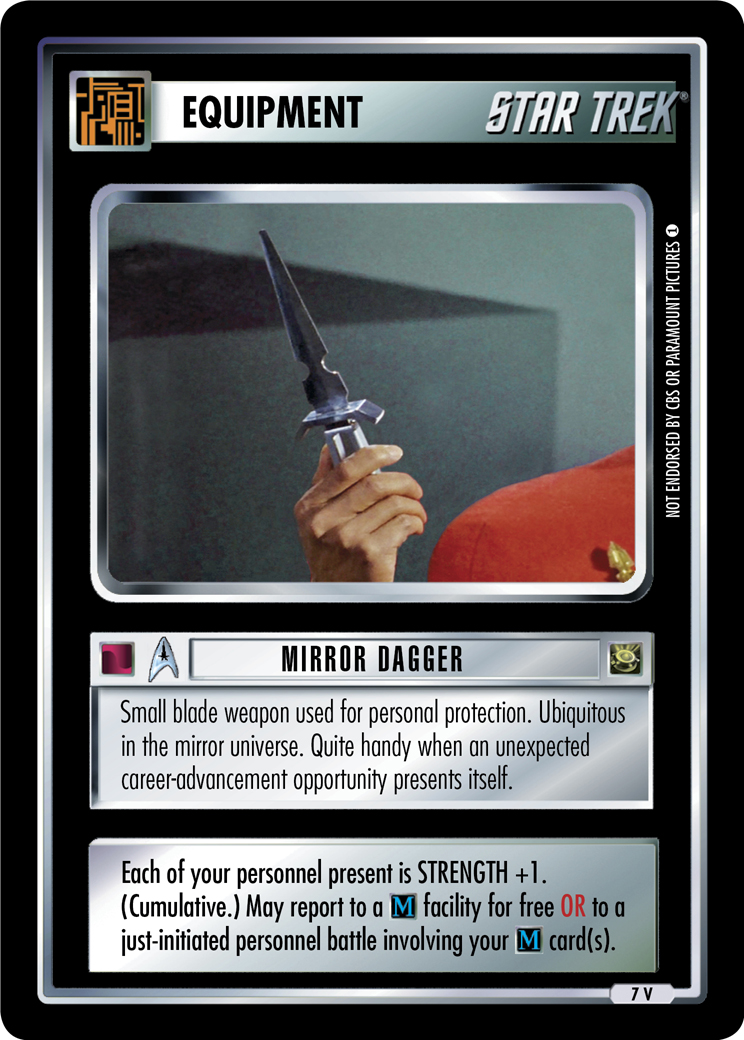 EQUIPMENT
STAR TREK®
NOT ENDORSED BY CBS OR PARAMOUNT PICTURES 1
MIRROR DAGGER
Small blade weapon used for personal protection. Ubiquitous
in the mirror universe. Quite handy when an unexpected
career-advancement opportunity presents itself.
Each of your personnel present is STRENGTH +1.
(Cumulative.) May report to a M facility for free OR to a
just-initiated personnel battle involving your M card(s).
7 V